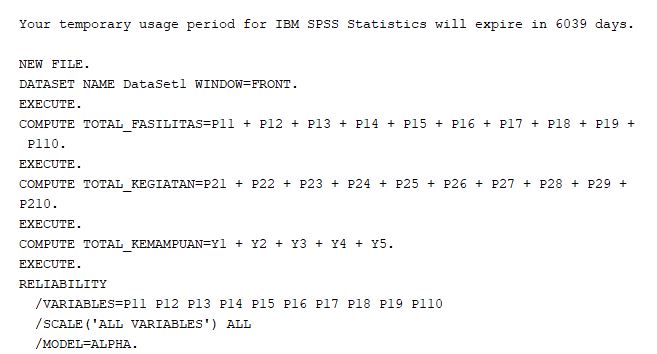 Your temporary usage period for IBM SPSS Statistics will expire in 6039 days.
NEW FILE.
DATASET NAME DataSet1 WINDOW=FRONT.
EXECUTE.
COMPUTE TOTAL_FASILITAS=P11 + P12 + P13 + P14 + P15 + P16 + P17 + P18 + P19 +
P110.
EXECUTE.
COMPUTE TOTAL_KEGIATAN=P21 + P22 + P23 + P24 + P25 + P26 + P27 + P28 + P29 +
P210.
EXECUTE.
COMPUTE TOTAL_KEMAMPUAN=Y1 + Y2 + Y3 + Y4 + Y5.
EXECUTE.
RELIABILITY
/VARIABLES=P11 P12 P13 P14 P15 P16 P17 P18 P19 P110
/SCALE('ALL VARIABLES') ALL
/MODEL=ALPHA.